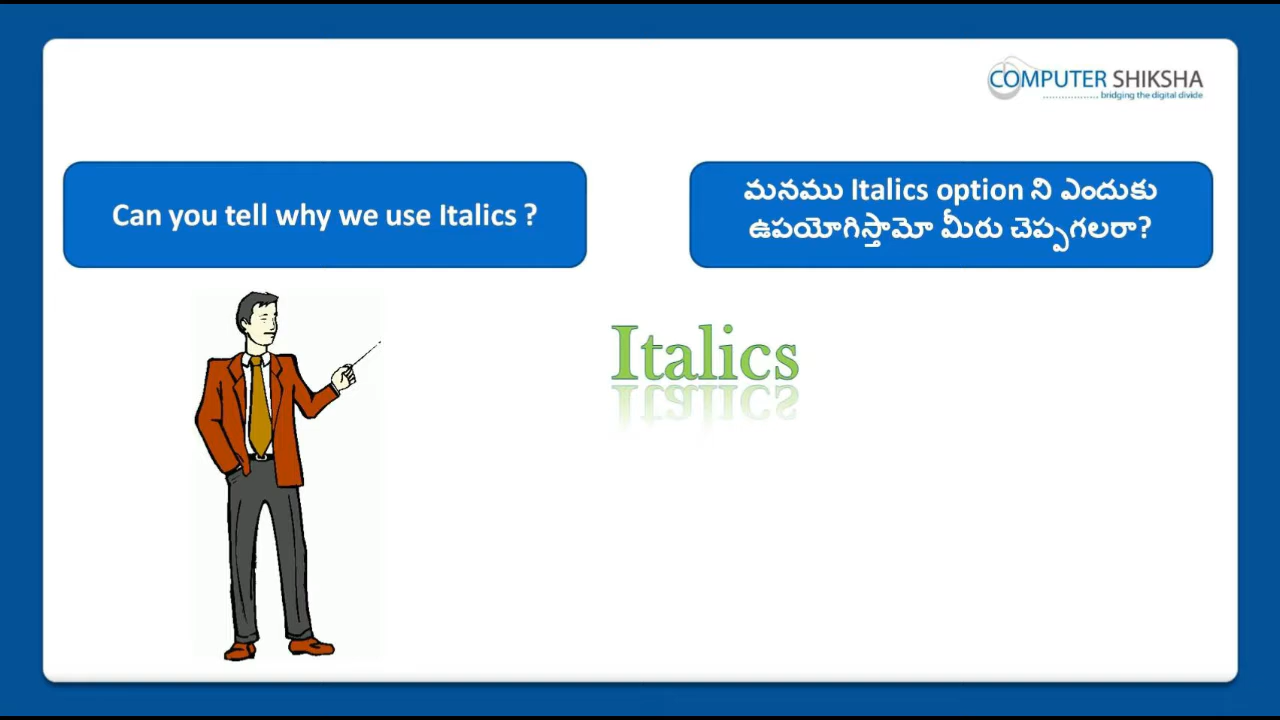 COMPUTER SHIKSHA
bridging the digital divide
Can you tell why we use Italics ?
మనము Italics option ని ఎందుకు
ఉపయోగిస్తామో మీరు చెప్పగలరా?
Italics